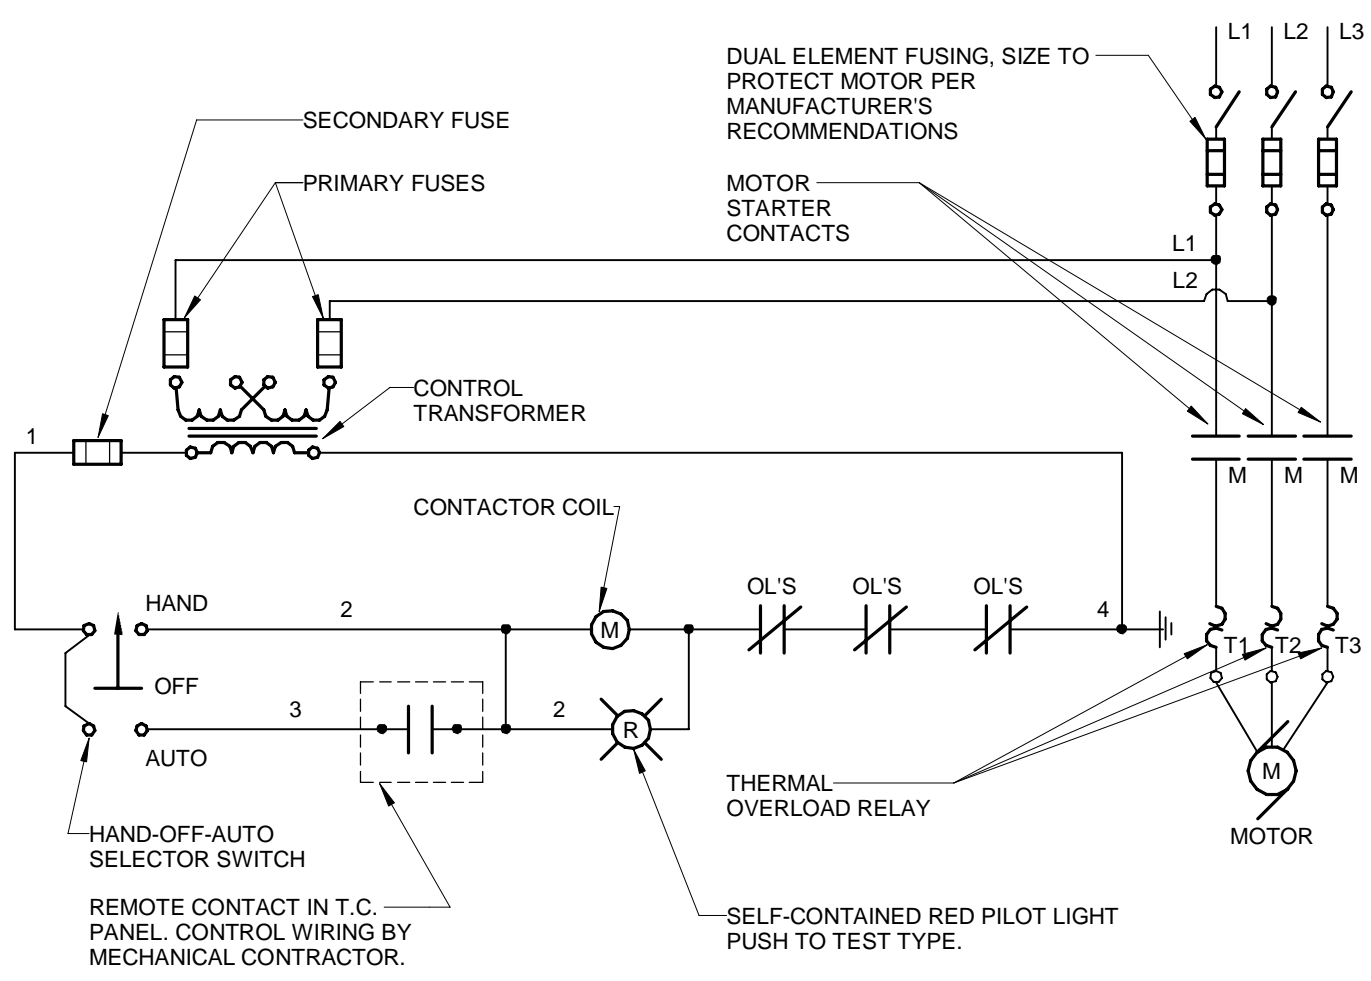 L1 L2 L3
DUAL ELEMENT FUSING, SIZE TO
PROTECT MOTOR PER
MANUFACTURER'S
RECOMMENDATIONS
SECONDARY FUSE
PRIMARY FUSES
MOTOR
STARTER
CONTACTS
L1
L2
CONTROL
TRANSFORMER
1
M M M
CONTACTOR COIL
OL'S OL'S OL'S
HAND
2
M
4
T1 T2 T3
OFF
3
2
R
AUTO
M
THERMAL
OVERLOAD RELAY
MOTOR
HAND-OFF-AUTO
SELECTOR SWITCH
REMOTE CONTACT IN T.C.
PANEL. CONTROL WIRING BY
MECHANICAL CONTRACTOR.
SELF-CONTAINED RED PILOT LIGHT
PUSH TO TEST TYPE.